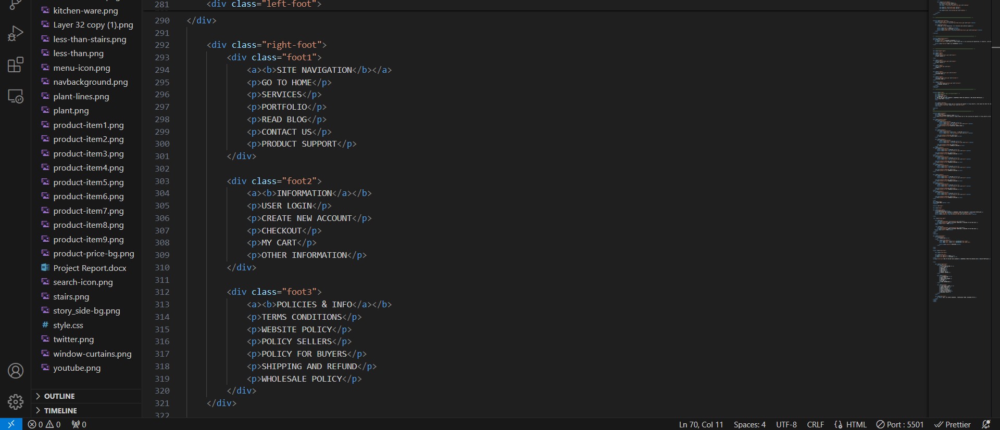 kitchen-ware.png
Layer 32 copy (1).png
less-than-stairs.png
less-than.png
menu-icon.png
navbackground.png
plant-lines.png
plant.png
product-item1.png
product-item2.png
product-item3.png
product-item4.png
product-item5.png
product-item6.png
product-item7.png
product-item8.png
product-item9.png
product-price-bg.png
Project Report.docx
search-icon.png
stairs.png
story_side-bg.png
# style.css
twitter.png
window-curtains.png
youtube.png
OUTLINE
TIMELINE
281 <div class="left-foot">
290 </div>
291
292 <div class="right-foot">
293 <div class="foot1">
294 <a><b>SITE NAVIGATION</b></a>
295 <p>GO TO HOME</p>
296 <p>SERVICES</p>
297 <p>PORTFOLIO</p>
298 <p>READ BLOG</p>
299 <p>CONTACT US</p>
300 <p>PRODUCT SUPPORT</p>
301 </div>
302
303 <div class="foot2">
304 <a><b>INFORMATION</a></b>
305 <p>USER LOGIN</p>
306 <p>CREATE NEW ACCOUNT</p>
307 <p>CHECKOUT</p>
308 <p>MY CART</p>
309 <p>OTHER INFORMATION</p>
310 </div>
311
312 <div class="foot3">
313 <a><b>POLICIES & INFO</a></b>
314 <p>TERMS CONDITIONS</p>
315 <p>WEBSITE POLICY</p>
316 <p>POLICY SELLERS</p>
317 <p>POLICY FOR BUYERS</p>
318 <p>SHIPPING AND REFUND</p>
319 <p>WHOLESALE POLICY</p>
320 </div>
321 </div>
322
0 0 0 Ln 70, Col 11 Spaces: 4 UTF-8 CRLF HTML Port : 5501 Prettier